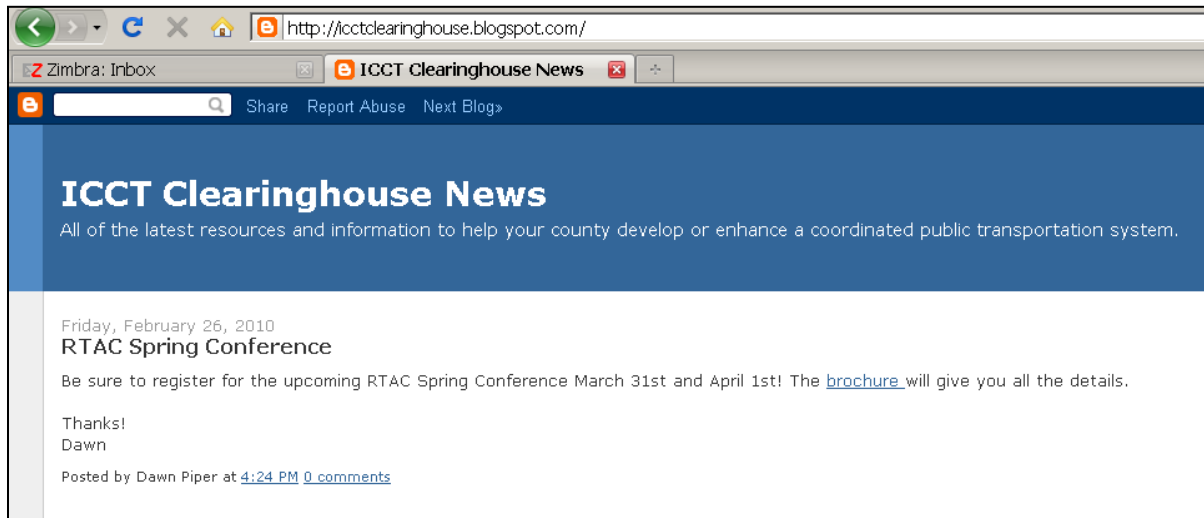 http://icctclearinghouse.blogspot.com/
Zimbra: Inbox
ICCT Clearinghouse News
Share Report Abuse Next Blog»
ICCT Clearinghouse News
All of the latest resources and information to help your county develop or enhance a coordinated public transportation system.
Friday, February 26, 2010
RTAC Spring Conference
Be sure to register for the upcoming RTAC Spring Conference March 31st and April 1st! The brochure will give you all the details.
Thanks!
Dawn
Posted by Dawn Piper at 4:24 PM 0 comments